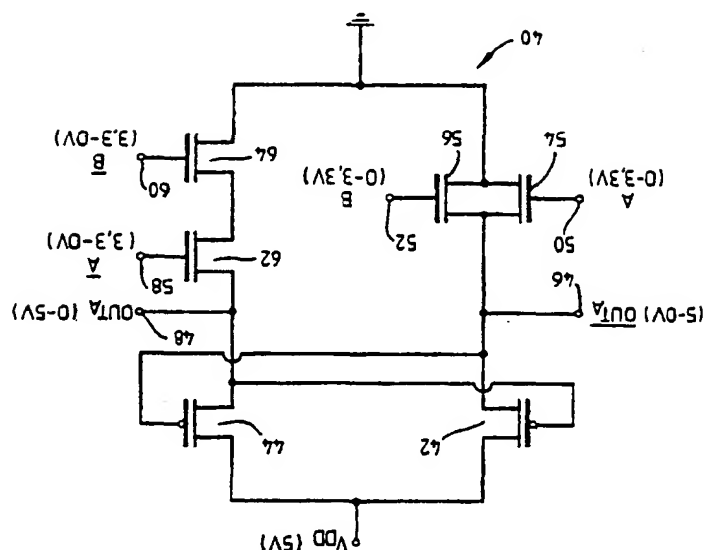 VDD (5V)
42
44
(5-0V) O̅U̅T̅A̅
46
48
OUTA (0-5V)
62
58
A̅
(3,3-0V)
50
A
(0-3,3V)
54
52
B
(0-3,3V)
56
64
60
B̅
(3,3-0V)
40